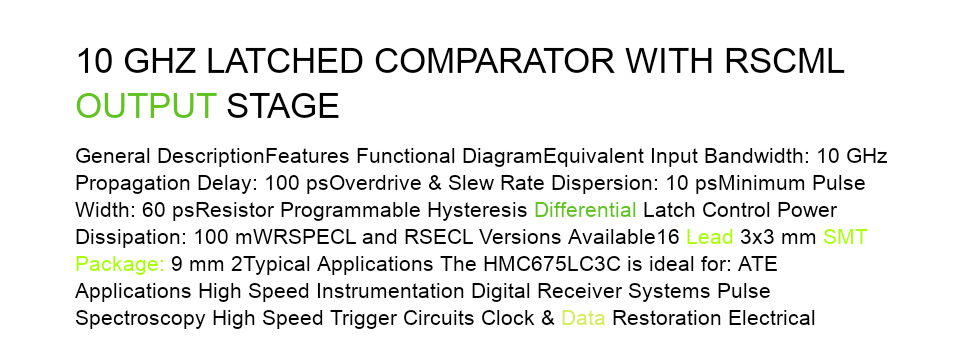 10 GHZ LATCHED COMPARATOR WITH RSCML
OUTPUT STAGE
General DescriptionFeatures Functional DiagramEquivalent Input Bandwidth: 10 GHz
Propagation Delay: 100 psOverdrive & Slew Rate Dispersion: 10 psMinimum Pulse
Width: 60 psResistor Programmable Hysteresis Differential Latch Control Power
Dissipation: 100 mWRSPECL and RSECL Versions Available16 Lead 3x3 mm SMT
Package: 9 mm 2Typical Applications The HMC675LC3C is ideal for: ATE
Applications High Speed Instrumentation Digital Receiver Systems Pulse
Spectroscopy High Speed Trigger Circuits Clock & Data Restoration Electrical